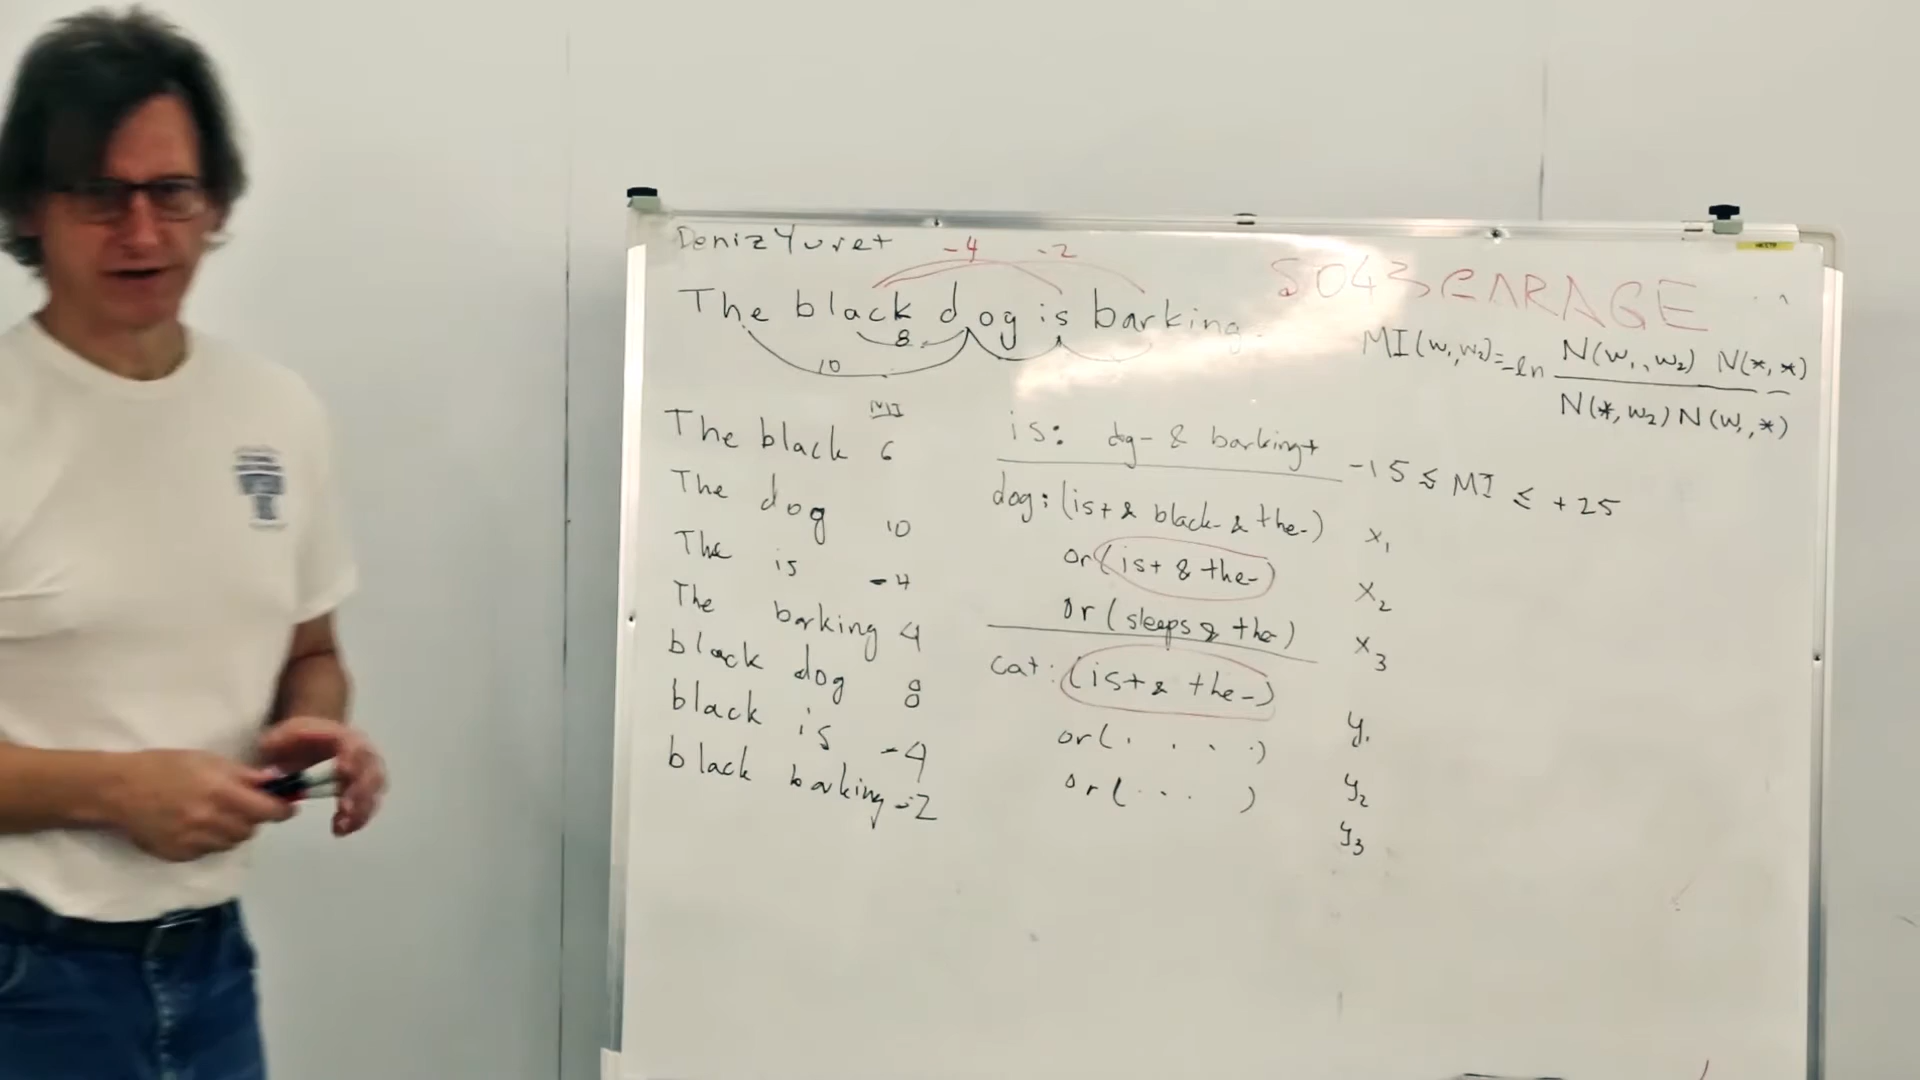 Deniz Yuret
-4 -2
The black dog is barking.
8
10
MI
The black 6
The dog 10
The is -4
The barking 4
black dog 8
black is -4
black barking -2
is: dog- & barking+
dog: (is+ & black- & the-) x₁
or (is+ & the-) x₂
or (sleeps & the-) x₃
cat: (is+ & the-) y₁
or (. . . .) y₂
or (. . . ) y₃
MI(w₁,w₂)=-ln N(w₁,w₂) N(*,*)
N(*,w₂) N(w₁,*)
-15 ≤ MI ≤ +25